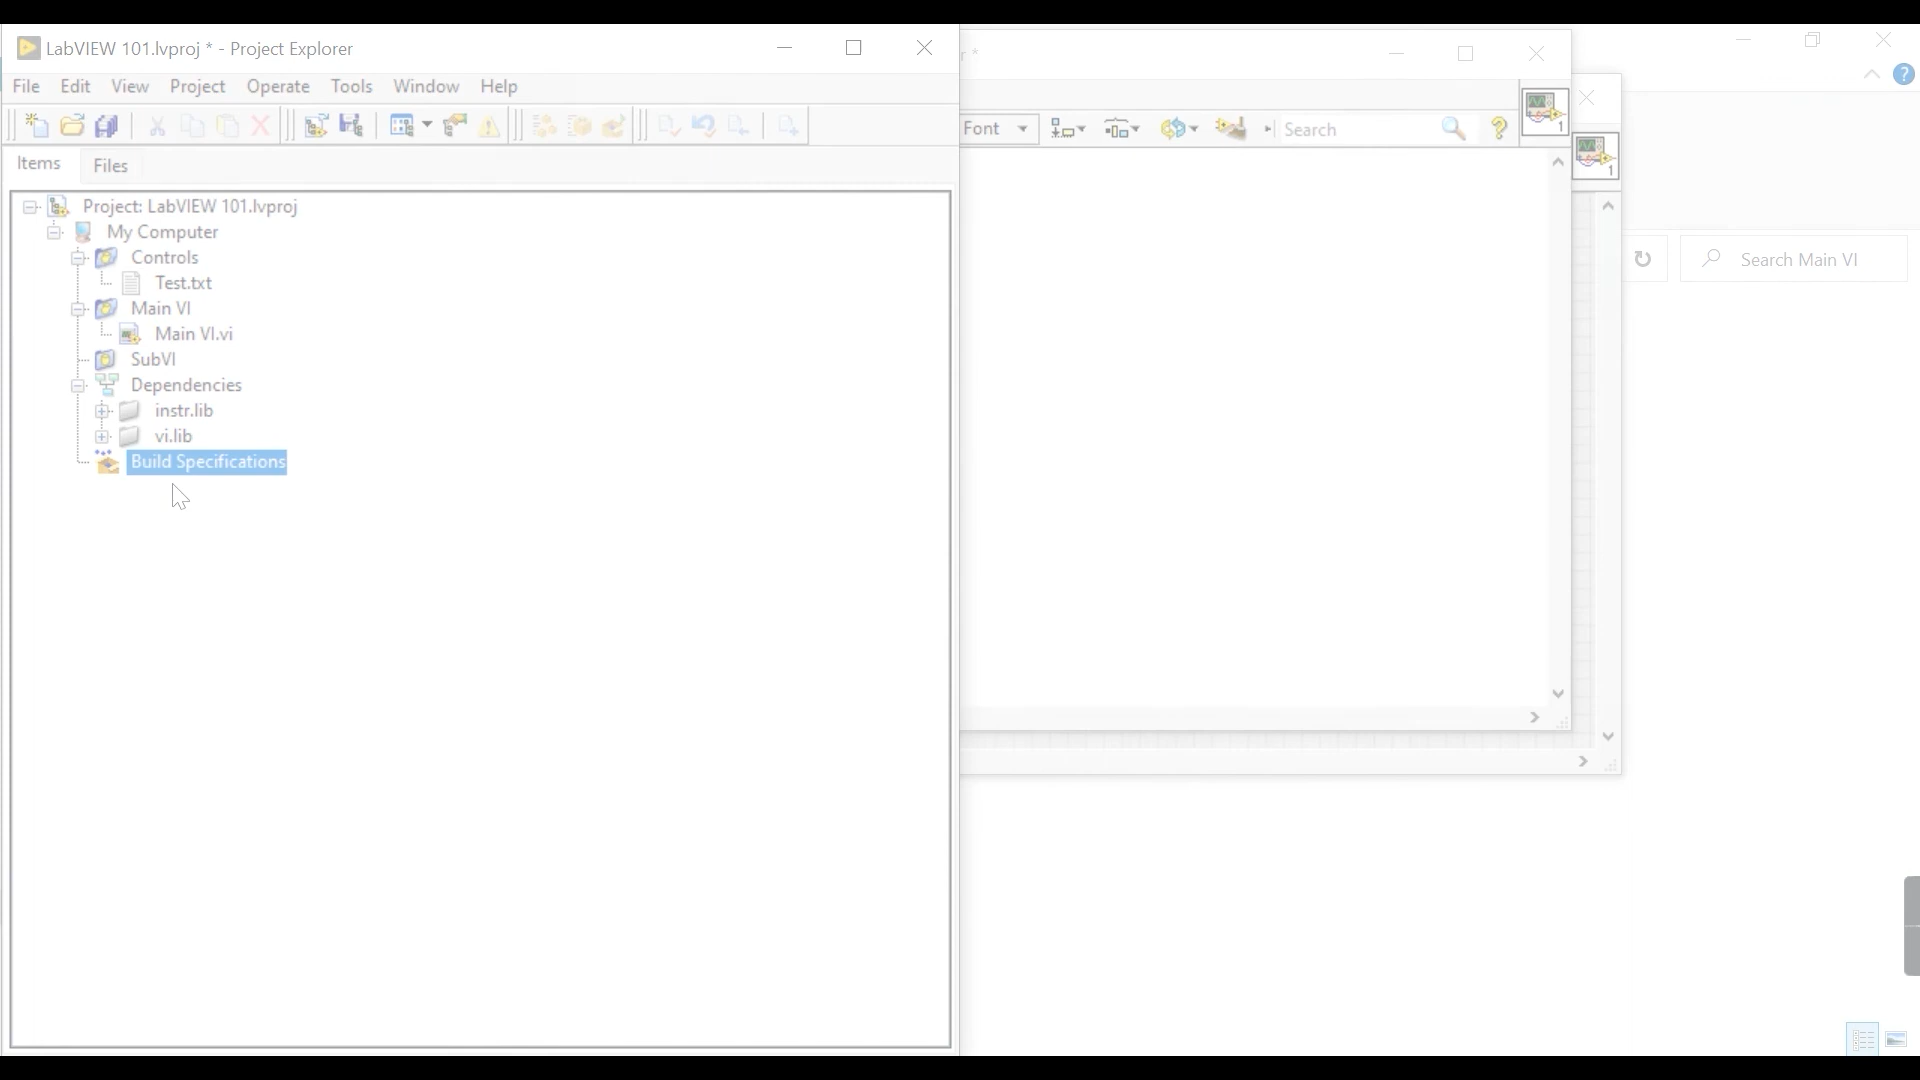 LabVIEW 101.lvproj * - Project Explorer
r *
File Edit View Project Operate Tools Window Help
Font Search
Items Files
Project: LabVIEW 101.lvproj
My Computer
Controls
Test.txt
Main VI
Main VI.vi
SubVI
Dependencies
instr.lib
vi.lib
Build Specifications
Search Main VI
1
1